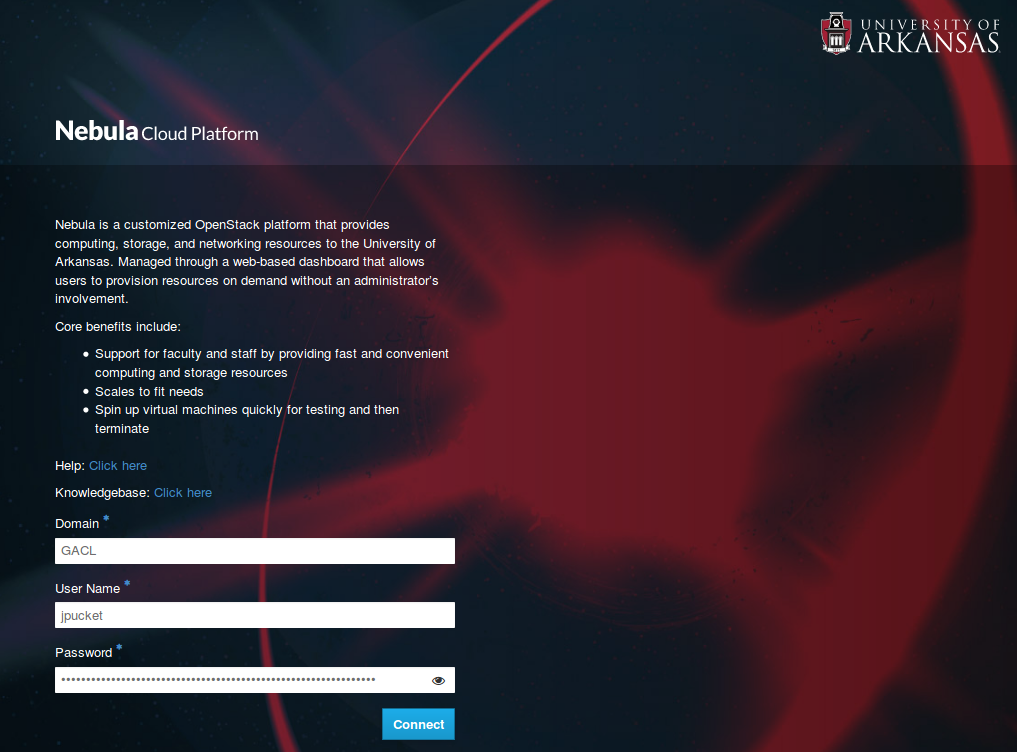 UNIVERSITY OF
ARKANSAS
Nebula Cloud Platform
Nebula is a customized OpenStack platform that provides
computing, storage, and networking resources to the University of
Arkansas. Managed through a web-based dashboard that allows
users to provision resources on demand without an administrator's
involvement.
Core benefits include:
• Support for faculty and staff by providing fast and convenient
computing and storage resources
• Scales to fit needs
• Spin up virtual machines quickly for testing and then
terminate
Help: Click here
Knowledgebase: Click here
Domain *
GACL
User Name *
jpucket
Password *
•••••••••••••••••••••••••••••••••••••••••••••••••••••••••••••••
Connect